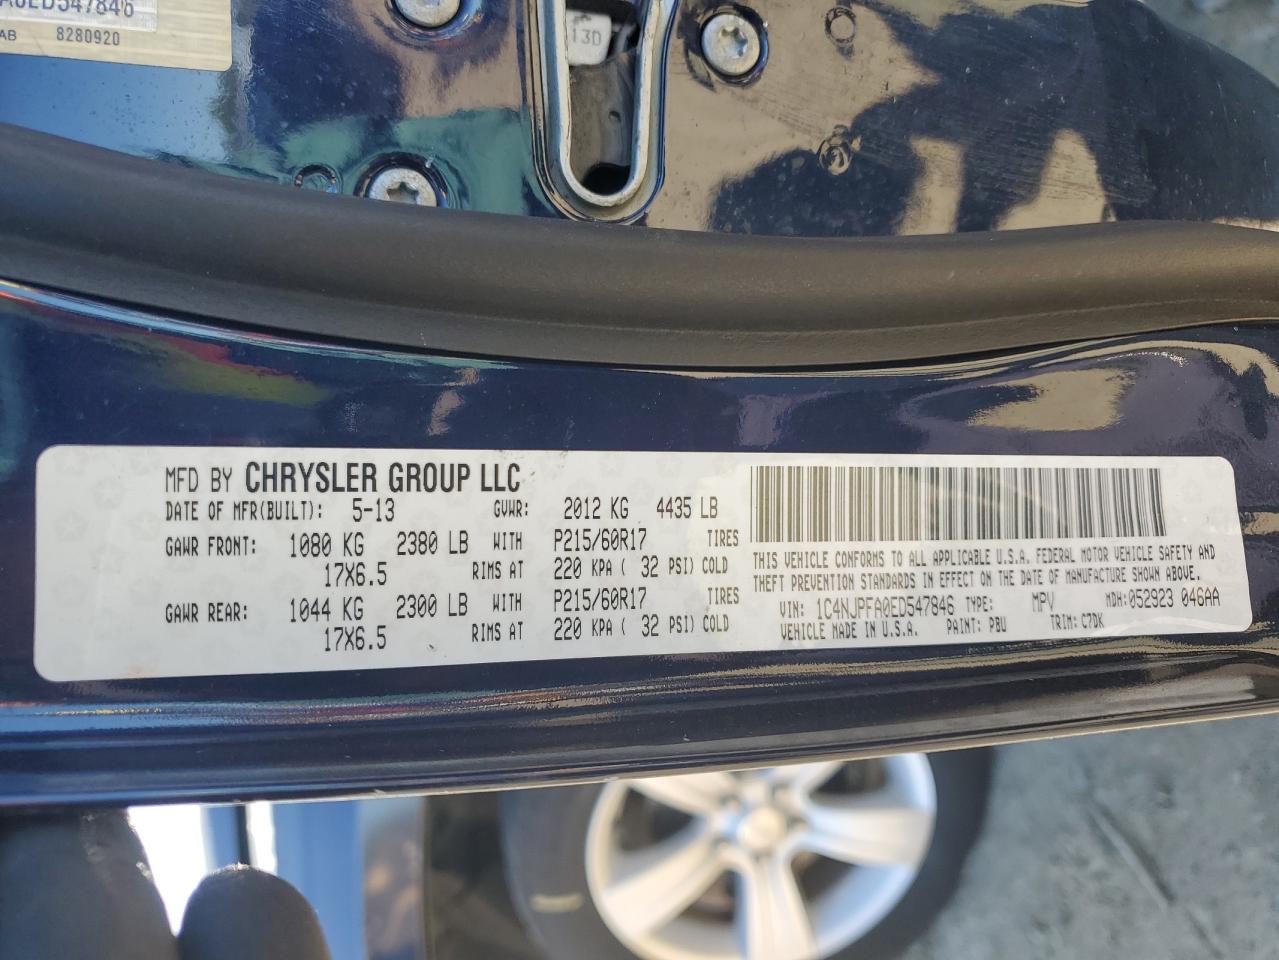 A0ED547846
AB 8280920
13D
MFD BY CHRYSLER GROUP LLC
DATE OF MFR(BUILT): 5-13 GVWR: 2012 KG 4435 LB
GAWR FRONT: 1080 KG 2380 LB WITH P215/60R17 TIRES
17X6.5 RIMS AT 220 KPA ( 32 PSI) COLD
GAWR REAR: 1044 KG 2300 LB WITH P215/60R17 TIRES
17X6.5 RIMS AT 220 KPA ( 32 PSI) COLD
THIS VEHICLE CONFORMS TO ALL APPLICABLE U.S.A. FEDERAL MOTOR VEHICLE SAFETY AND
THEFT PREVENTION STANDARDS IN EFFECT ON THE DATE OF MANUFACTURE SHOWN ABOVE.
VIN: 1C4NJPFA0ED547846 TYPE: MPV MDH: 052923 046AA
VEHICLE MADE IN U.S.A. PAINT: PBU TRIM: C7DK